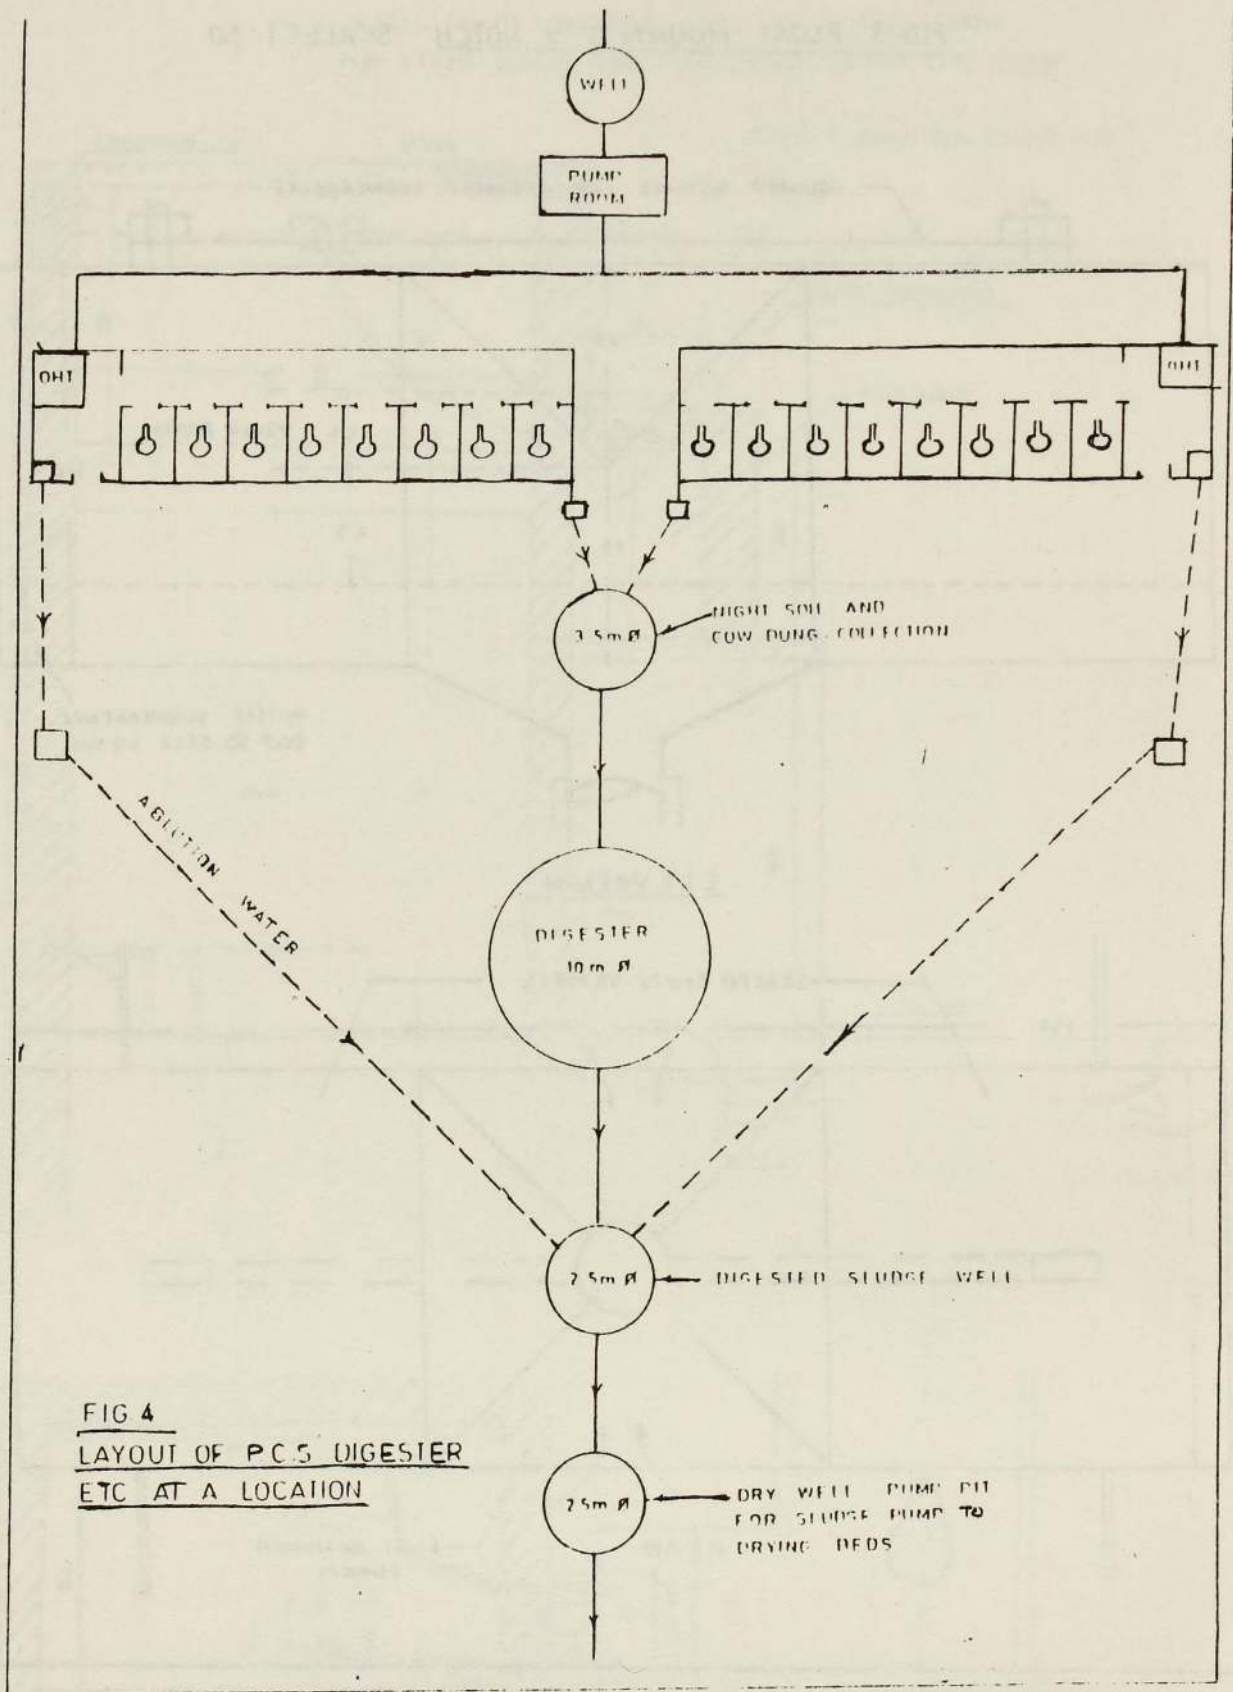 WELL
PUMP
ROOM
OHT
OHT
3.5m Ø
NIGHT SOIL AND
COW DUNG COLLECTION
ABLUTION WATER
DIGESTER
10m Ø
2.5m Ø
DIGESTED SLUDGE WELL
FIG 4
LAYOUT OF P.C.S DIGESTER
ETC AT A LOCATION
2.5m Ø
DRY WELL PUMP PIT
FOR SLUDGE PUMP TO
DRYING BEDS